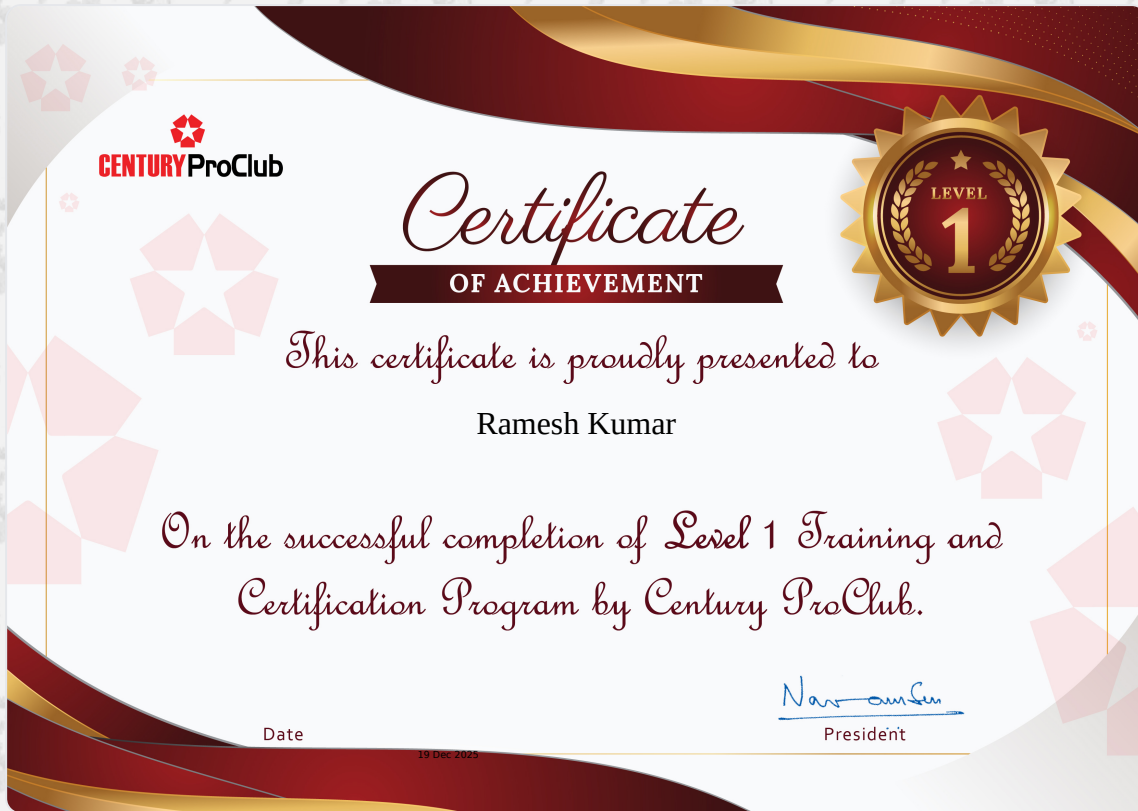 CENTURY ProClub
LEVEL
1
Certificate
OF ACHIEVEMENT
This certificate is proudly presented to
Ramesh Kumar
On the successful completion of Level 1 Training and
Certification Program by Century ProClub.
Date
President
19 Dec 2025